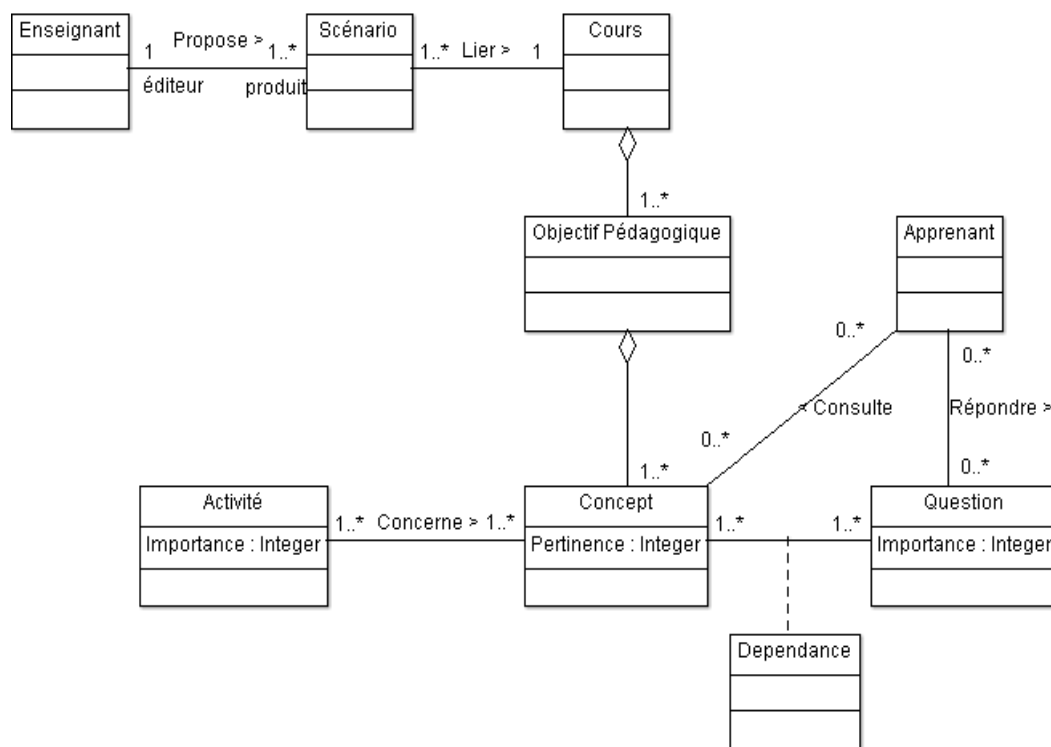 Enseignant
Propose >
Scénario
Cours
1
1..*
1..*
Lier >
1
éditeur
produit
1..*
Objectif Pédagogique
Apprenant
0..*
0..*
< Consulte
Répondre >
0..*
1..*
0..*
Activité
Concept
Question
1..*
Concerne >
1..*
1..*
1..*
Importance : Integer
Pertinence : Integer
Importance : Integer
Dependance